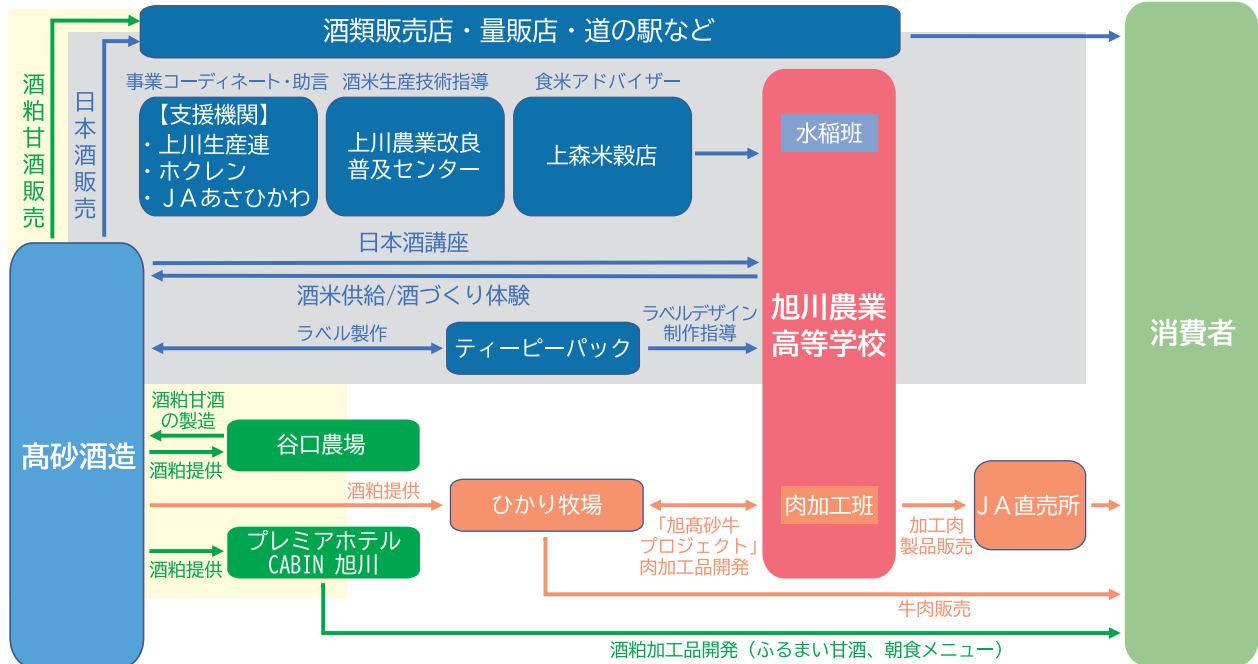 酒類販売店・量販店・道の駅など
酒粕甘酒販売
日本酒販売
事業コーディネート・助言
酒米生産技術指導
食米アドバイザー
【支援機関】
・上川生産連
・ホクレン
・ＪＡあさひかわ
上川農業改良
普及センター
上森米穀店
水稲班
日本酒講座
酒米供給/酒づくり体験
ラベル製作
ティーピーパック
ラベルデザイン
制作指導
旭川農業
高等学校
消費者
髙砂酒造
酒粕甘酒
の製造
谷口農場
酒粕提供
酒粕提供
ひかり牧場
「旭髙砂牛
プロジェクト」
肉加工品開発
肉加工班
加工肉
製品販売
ＪＡ直売所
プレミアホテル
CABIN 旭川
酒粕提供
牛肉販売
酒粕加工品開発（ふるまい甘酒、朝食メニュー）